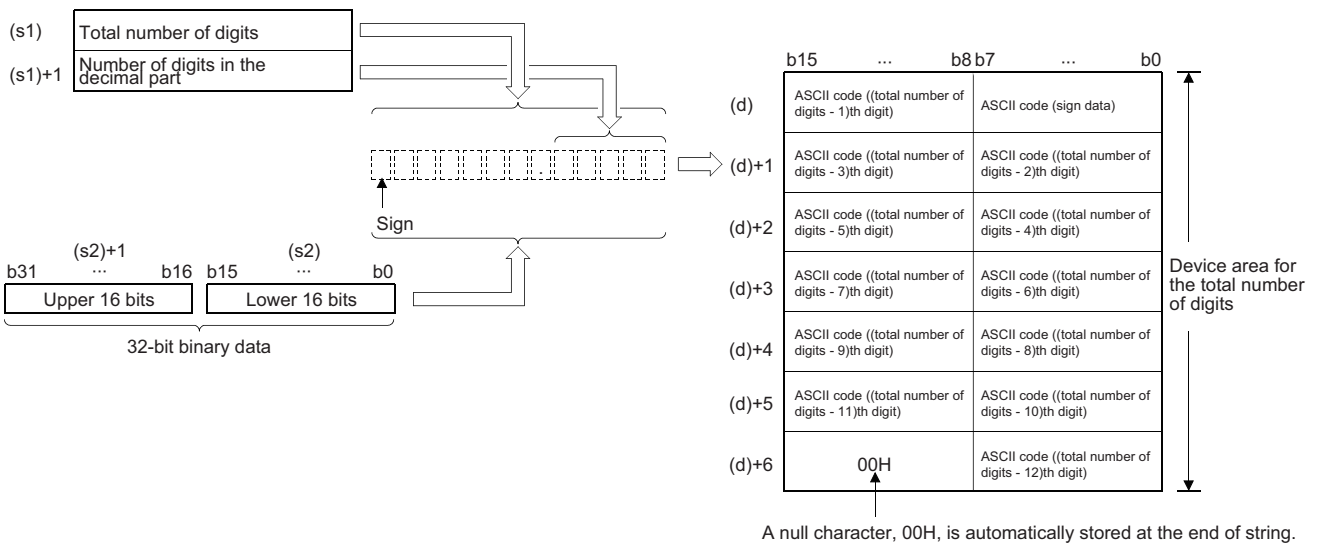 (s1)
Total number of digits
(s1)+1
Number of digits in the
decimal part
.
Sign
(s2)+1
(s2)
b31 ... b16 b15 ... b0
Upper 16 bits
Lower 16 bits
32-bit binary data
b15 ... b8 b7 ... b0
(d)
ASCII code ((total number of
digits - 1)th digit)
ASCII code (sign data)
(d)+1
ASCII code ((total number of
digits - 3)th digit)
ASCII code ((total number of
digits - 2)th digit)
(d)+2
ASCII code ((total number of
digits - 5)th digit)
ASCII code ((total number of
digits - 4)th digit)
(d)+3
ASCII code ((total number of
digits - 7)th digit)
ASCII code ((total number of
digits - 6)th digit)
(d)+4
ASCII code ((total number of
digits - 9)th digit)
ASCII code ((total number of
digits - 8)th digit)
(d)+5
ASCII code ((total number of
digits - 11)th digit)
ASCII code ((total number of
digits - 10)th digit)
(d)+6
00H
ASCII code ((total number of
digits - 12)th digit)
Device area for
the total number
of digits
A null character, 00H, is automatically stored at the end of string.